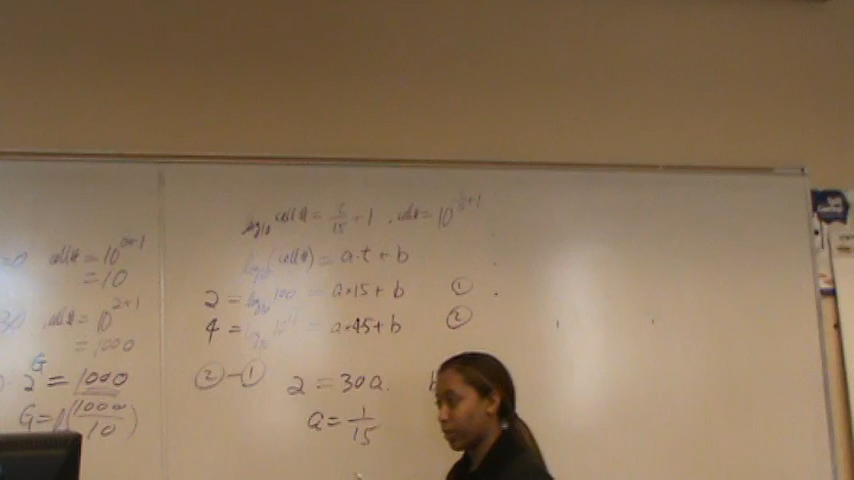 log₁₀ cell# = t/15 + 1 , cell# = 10^(t/15 + 1)
log₁₀(cell#) = a·t + b
2 = log₁₀ 100 = a×15 + b ①
4 = log₁₀ 10⁴ = a×45 + b ②
② - ① 2 = 30a.
a = 1/15
cell# = 10^(0+1)
= 10
30 , cell# = 10^(2+1)
= 1000
2^G = 1000
G =
1000
10